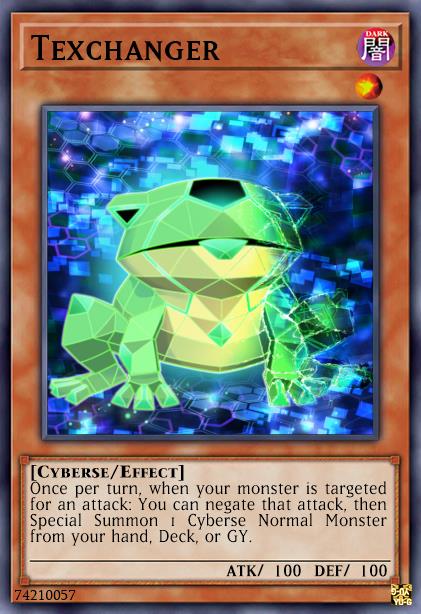 TEXCHANGER
DARK
闇
[CYBERSE/EFFECT]
Once per turn, when your monster is targeted
for an attack: You can negate that attack, then
Special Summon 1 Cyberse Normal Monster
from your hand, Deck, or GY.
ATK/ 100 DEF/ 100
74210057